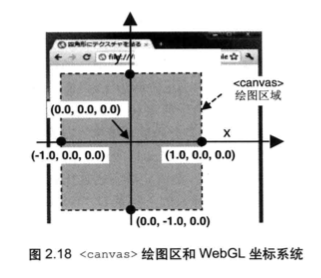 四角形にテクスチャを貼る
y
<canvas>
绘图区域
(0.0, 0.0, 0.0)
x
(-1.0, 0.0, 0.0)
(1.0, 0.0, 0.0)
(0.0, -1.0, 0.0)
图 2.18 <canvas> 绘图区和 WebGL 坐标系统